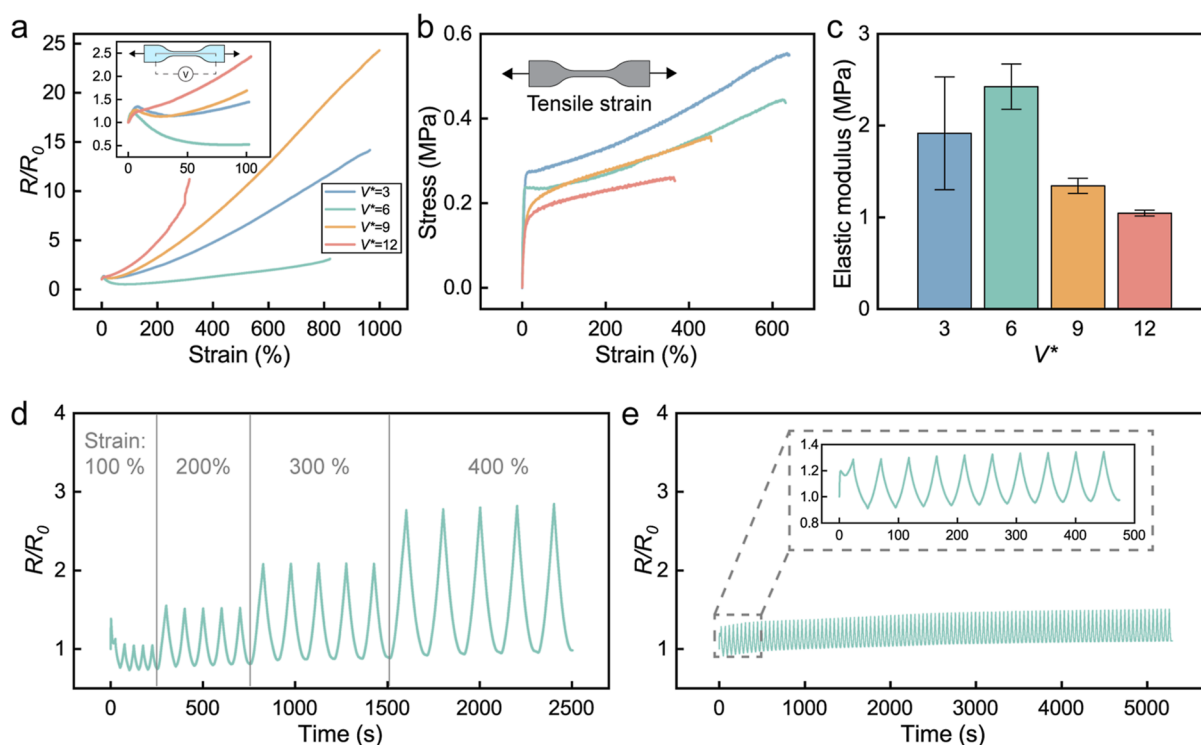 a
25
20
15
10
5
0
R/R0
0 200 400 600 800 1000
Strain (%)
2.5
2.0
1.5
1.0
0.5
0 50 100
V
V*=3
V*=6
V*=9
V*=12
b
0.6
0.4
0.2
0.0
Stress (MPa)
Tensile strain
0 200 400 600
Strain (%)
c
3
2
1
0
Elastic modulus (MPa)
3 6 9 12
V*
d
4
3
2
1
R/R0
Strain:
100 % 200% 300 % 400 %
0 500 1000 1500 2000 2500
Time (s)
e
4
3
2
1
R/R0
1.4
1.2
1.0
0.8
0 100 200 300 400 500
0 1000 2000 3000 4000 5000
Time (s)